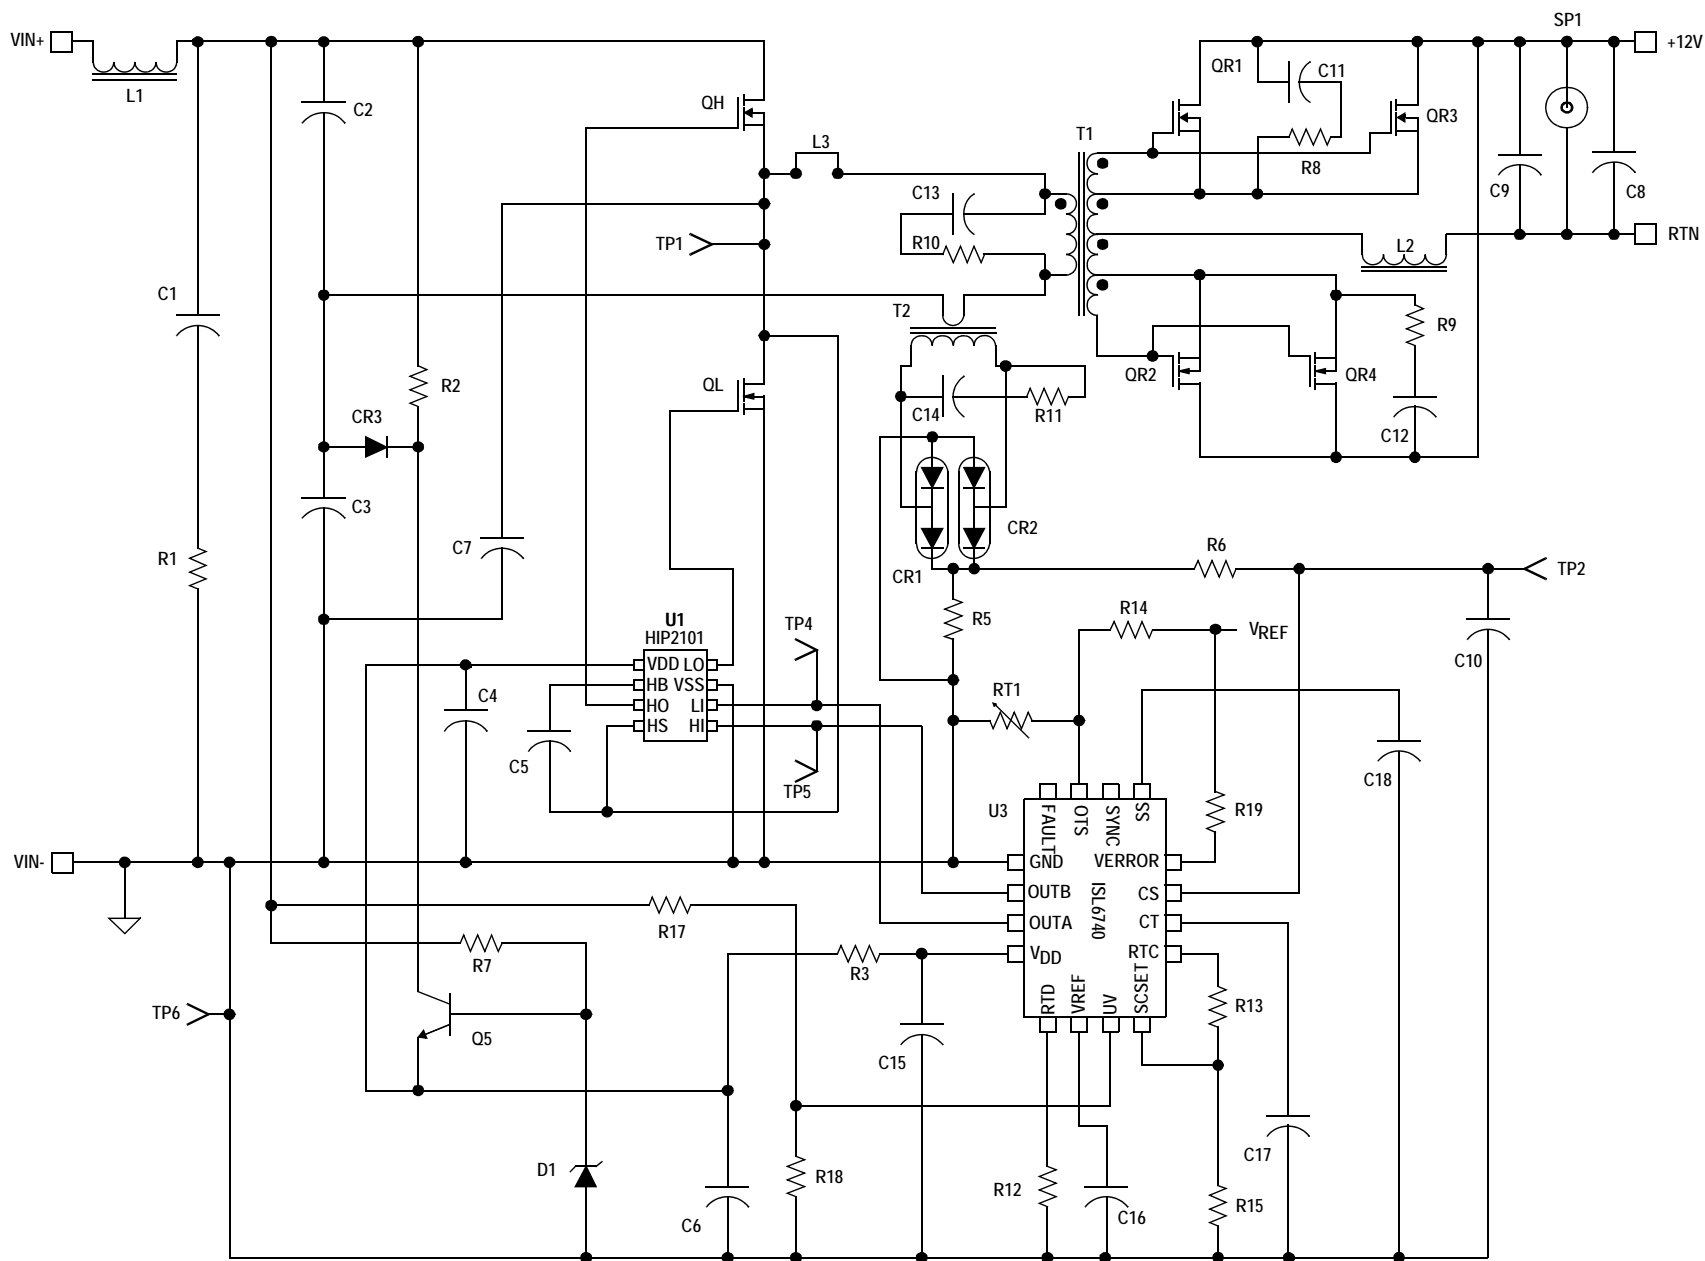 SP1
VIN+
+12V
QR1
C11
L1
C2
QH
QR3
T1
L3
R8
C13
C9
C8
TP1
R10
L2
RTN
C1
T2
R9
R2
QL
QR2
QR4
CR3
C14
R11
C12
C3
CR2
C7
R6
R1
CR1
TP2
U1
HIP2101
TP4
R5
R14
VREF
C10
VDD LO
HB VSS
HO LI
HS HI
C4
RT1
C5
TP5
C18
U3
FAULT
OTS
SYNC
SS
R19
VIN-
GND
VERROR
OUTB
CS
ISL6740
OUTA
CT
R17
VDD
RTC
R7
R3
RTD
VREF
UV
SCSET
R13
TP6
Q5
C15
D1
R18
R12
C16
C17
R15
C6